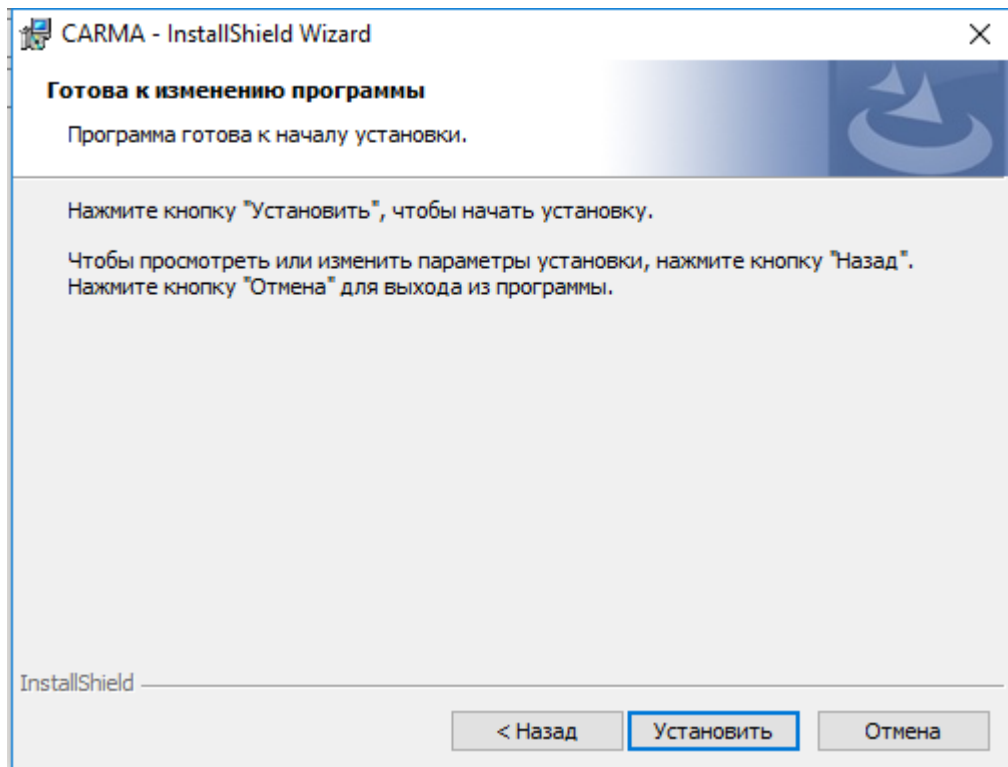 CARMA - InstallShield Wizard
Готова к изменению программы
Программа готова к началу установки.
Нажмите кнопку "Установить", чтобы начать установку.
Чтобы просмотреть или изменить параметры установки, нажмите кнопку "Назад".
Нажмите кнопку "Отмена" для выхода из программы.
InstallShield
< Назад
Установить
Отмена